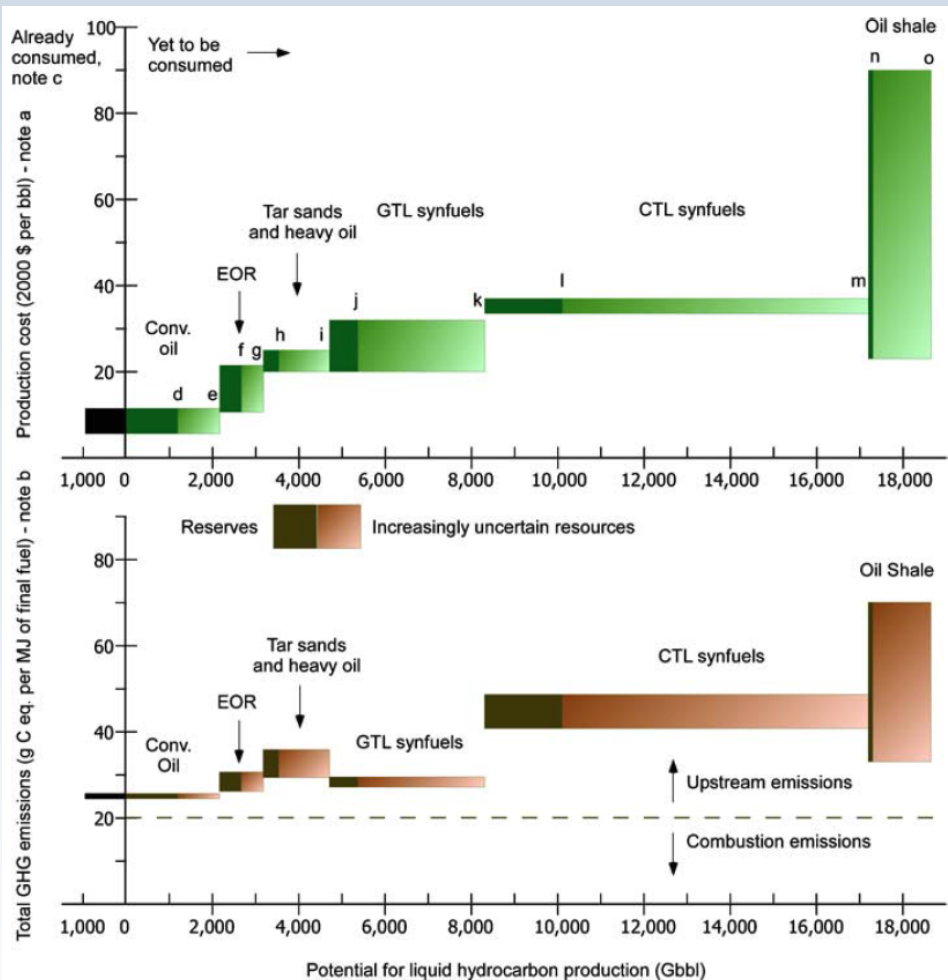 Already
consumed,
note c
Yet to be
consumed
Oil shale
n o
100
80
60
40
20
Production cost (2000 $ per bbl) - note a
Conv.
oil
d e
EOR
f g
Tar sands
and heavy oil
h i
GTL synfuels
j k
CTL synfuels
l m
1,000 0 2,000 4,000 6,000 8,000 10,000 12,000 14,000 16,000 18,000
Reserves
Increasingly uncertain resources
Total GHG emissions (g C eq. per MJ of final fuel) - note b
80
60
40
20
Conv.
Oil
EOR
Tar sands
and heavy oil
GTL synfuels
CTL synfuels
Oil Shale
Upstream emissions
Combustion emissions
1,000 0 2,000 4,000 6,000 8,000 10,000 12,000 14,000 16,000 18,000
Potential for liquid hydrocarbon production (Gbbl)